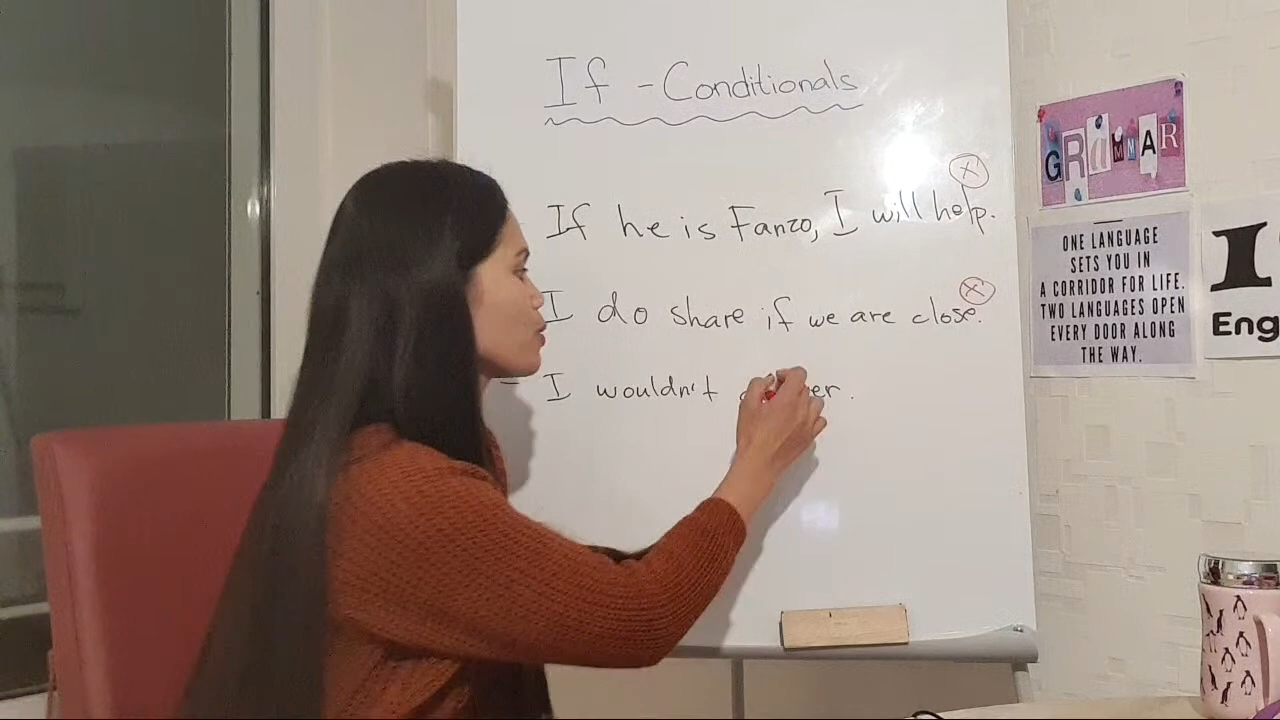 If - Conditionals
If he is Fanzo, I will help.
I do share if we are close.
- I wouldn't
GRAMMAR
ONE LANGUAGE
SETS YOU IN
A CORRIDOR FOR LIFE.
TWO LANGUAGES OPEN
EVERY DOOR ALONG
THE WAY.